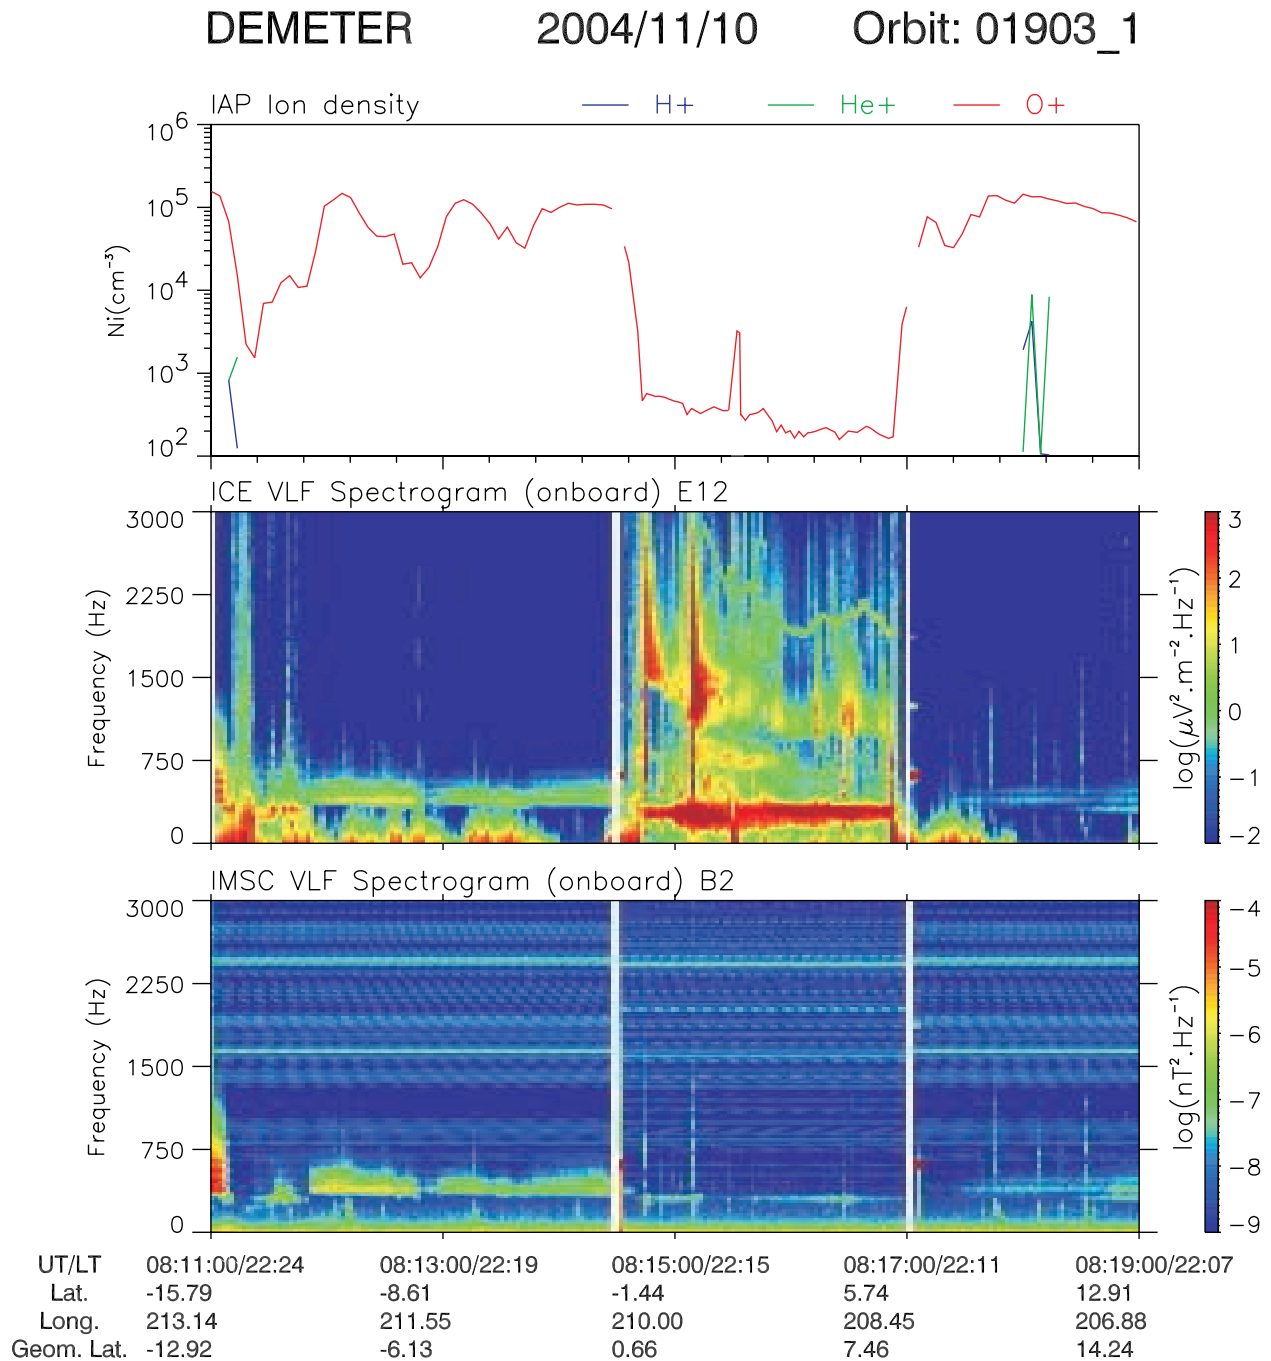 DEMETER 2004/11/10 Orbit: 01903_1
IAP Ion density H+ He+ O+
10⁶
10⁵
10⁴
10³
10²
Ni(cm⁻³)
ICE VLF Spectrogram (onboard) E12
3000
2250
1500
750
0
Frequency (Hz)
3
2
1
0
−1
−2
log(μV².m⁻².Hz⁻¹)
IMSC VLF Spectrogram (onboard) B2
3000
2250
1500
750
0
Frequency (Hz)
−4
−5
−6
−7
−8
−9
log(nT².Hz⁻¹)
UT/LT 08:11:00/22:24 08:13:00/22:19 08:15:00/22:15 08:17:00/22:11 08:19:00/22:07
Lat. -15.79 -8.61 -1.44 5.74 12.91
Long. 213.14 211.55 210.00 208.45 206.88
Geom. Lat. -12.92 -6.13 0.66 7.46 14.24